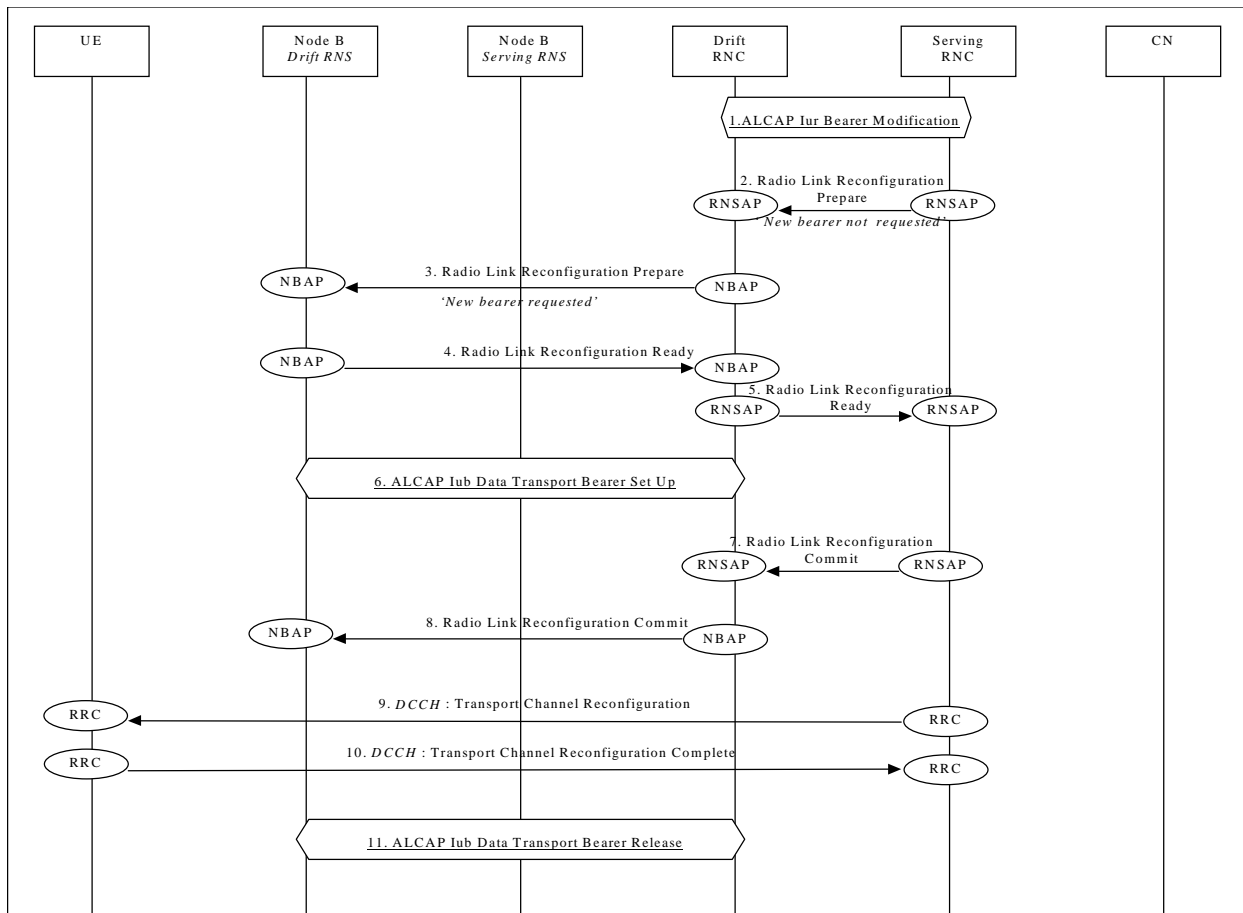 UE
Node B
Drift RNS
Node B
Serving RNS
Drift
RNC
Serving
RNC
CN
1.ALCAP Iur Bearer Modification
2. Radio Link Reconfiguration
Prepare
RNSAP
RNSAP
‘New bearer not requested’
3. Radio Link Reconfiguration Prepare
NBAP
NBAP
‘New bearer requested’
4. Radio Link Reconfiguration Ready
NBAP
NBAP
5. Radio Link Reconfiguration
Ready
RNSAP
RNSAP
6. ALCAP Iub Data Transport Bearer Set Up
7. Radio Link Reconfiguration
Commit
RNSAP
RNSAP
8. Radio Link Reconfiguration Commit
NBAP
NBAP
9. DCCH : Transport Channel Reconfiguration
RRC
RRC
10. DCCH : Transport Channel Reconfiguration Complete
RRC
RRC
11. ALCAP Iub Data Transport Bearer Release